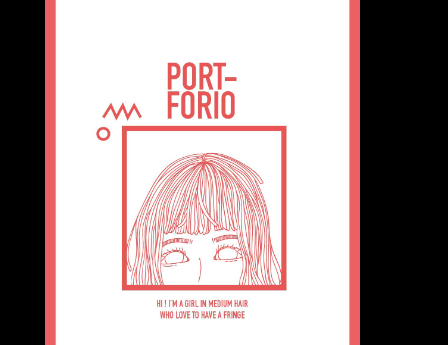 PORT-
FORIO
HI ! I'M A GIRL IN MEDIUM HAIR
WHO LOVE TO HAVE A FRINGE